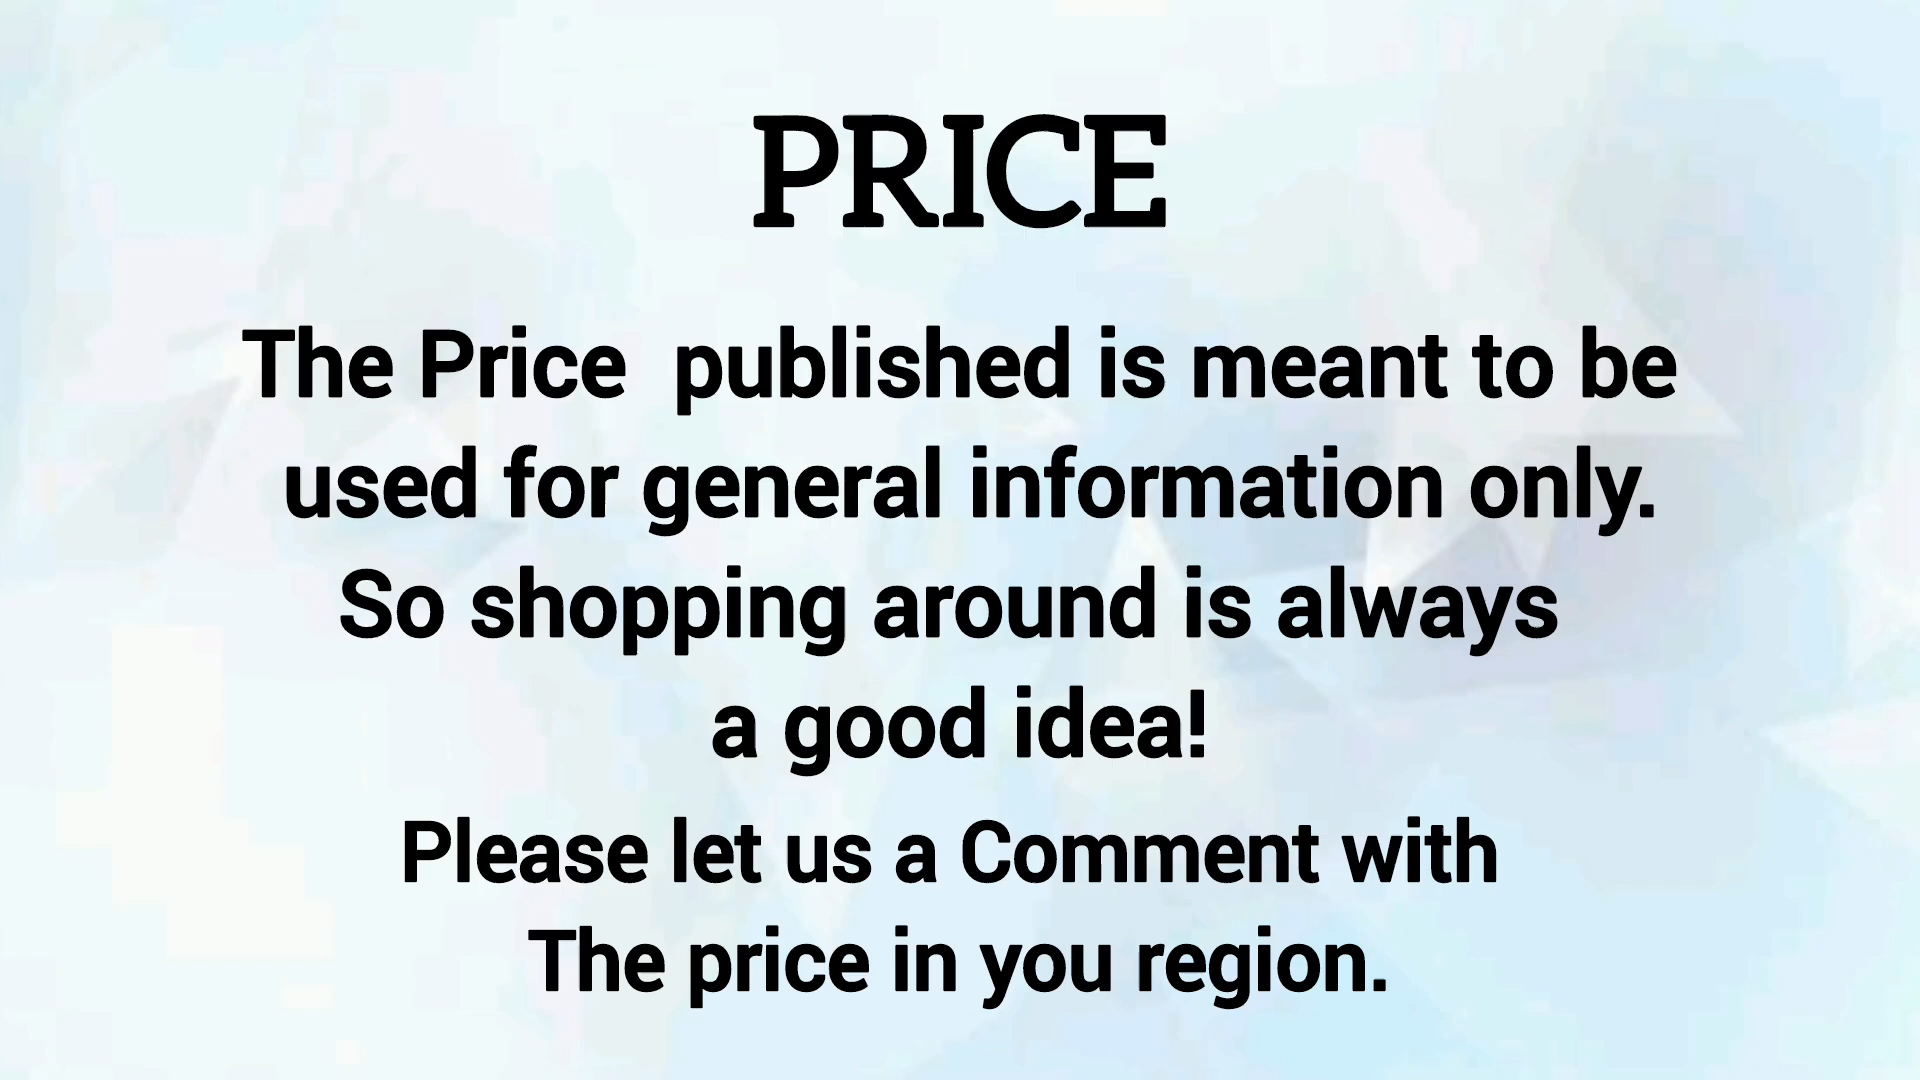 PRICE
The Price  published is meant to be
used for general information only.
So shopping around is always
a good idea!
Please let us a Comment with
The price in you region.